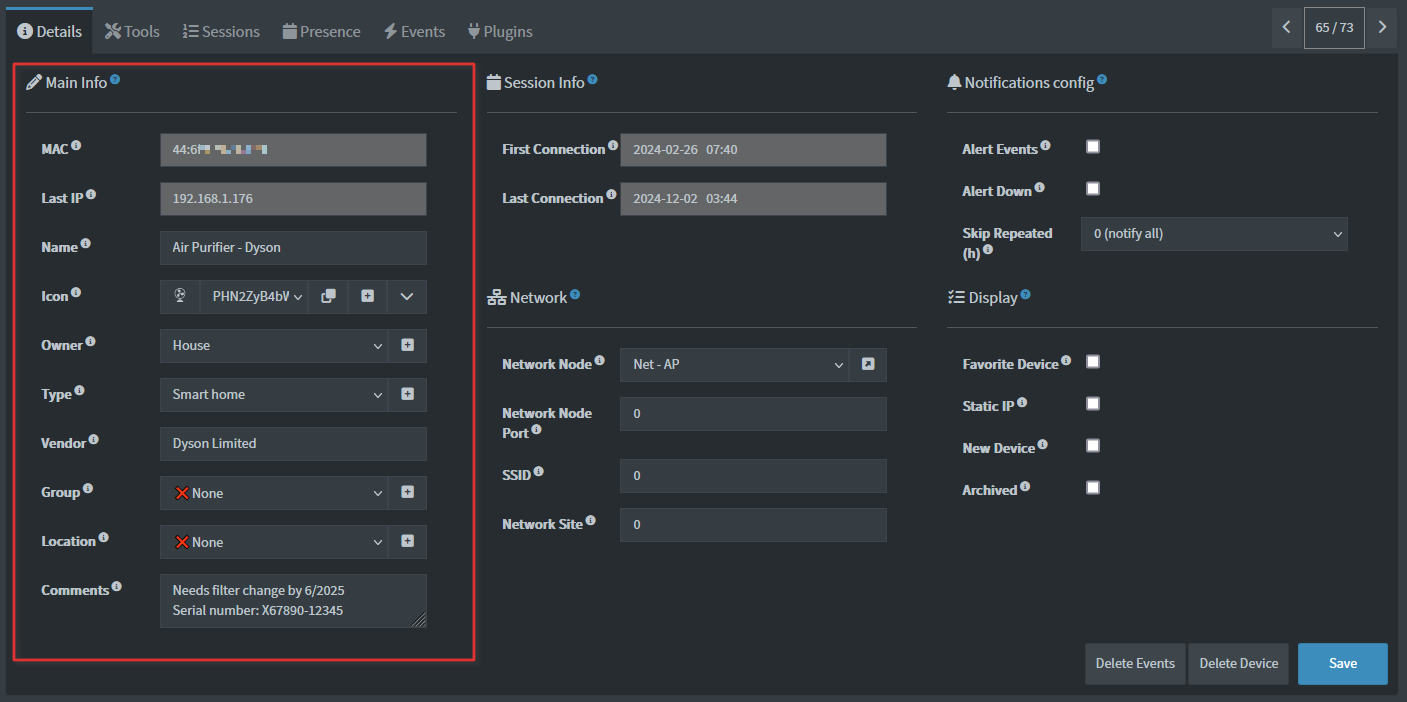 Details
Tools
Sessions
Presence
Events
Plugins
65 / 73
Main Info
MAC
44:6
Last IP
192.168.1.176
Name
Air Purifier - Dyson
Icon
PHN2ZyB4bW
Owner
House
Type
Smart home
Vendor
Dyson Limited
Group
None
Location
None
Comments
Needs filter change by 6/2025
Serial number: X67890-12345
Session Info
First Connection
2024-02-26 07:40
Last Connection
2024-12-02 03:44
Network
Network Node
Net - AP
Network Node
Port
0
SSID
0
Network Site
0
Notifications config
Alert Events
Alert Down
Skip Repeated
(h)
0 (notify all)
Display
Favorite Device
Static IP
New Device
Archived
Delete Events
Delete Device
Save